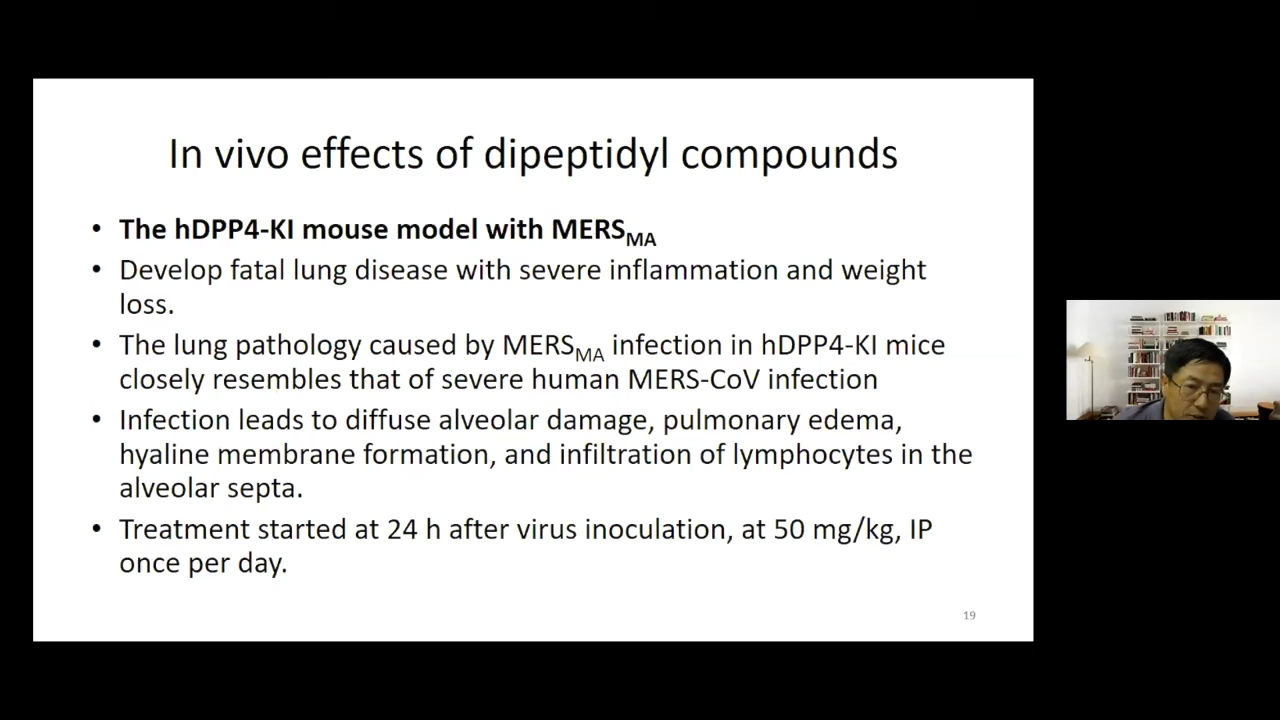 In vivo effects of dipeptidyl compounds
• The hDPP4-KI mouse model with MERSMA
• Develop fatal lung disease with severe inflammation and weight
loss.
• The lung pathology caused by MERSMA infection in hDPP4-KI mice
closely resembles that of severe human MERS-CoV infection
• Infection leads to diffuse alveolar damage, pulmonary edema,
hyaline membrane formation, and infiltration of lymphocytes in the
alveolar septa.
• Treatment started at 24 h after virus inoculation, at 50 mg/kg, IP
once per day.
19